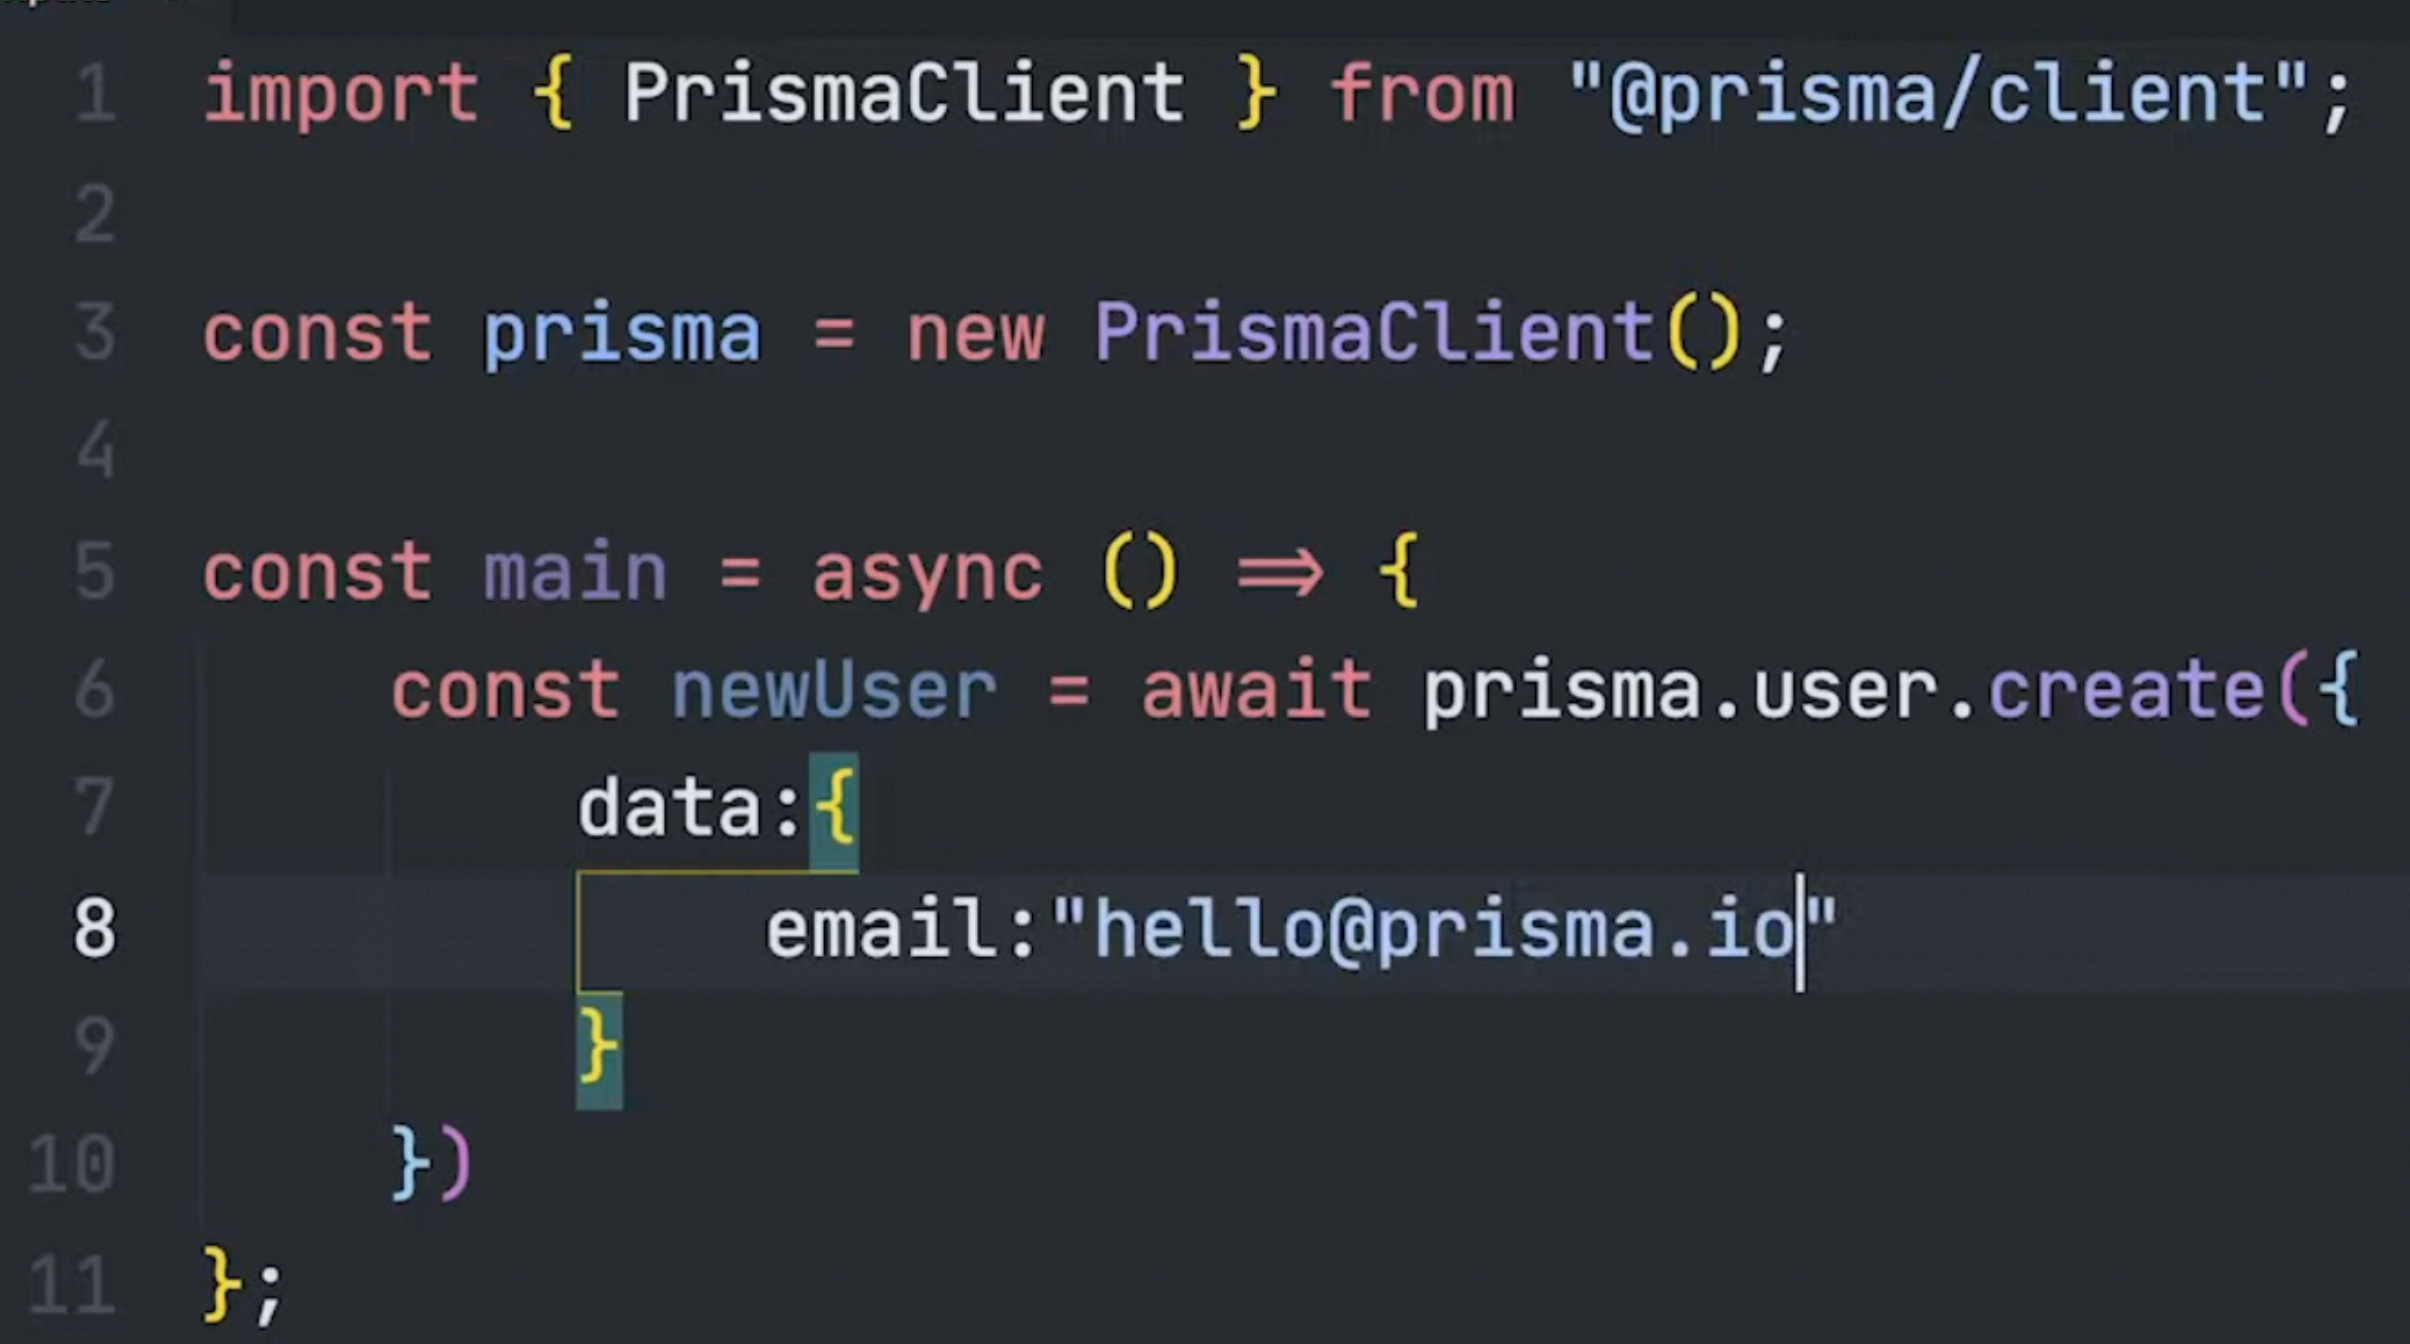 1 import { PrismaClient } from "@prisma/client";
2
3 const prisma = new PrismaClient();
4
5 const main = async () => {
6 const newUser = await prisma.user.create({
7 data:{
8 email:"hello@prisma.io"
9 }
10 })
11 };